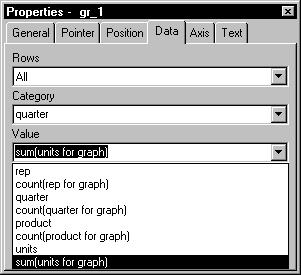 Properties - gr_1
General Pointer Position Data Axis Text
Rows
All
Category
quarter
Value
sum(units for graph)
rep
count(rep for graph)
quarter
count(quarter for graph)
product
count(product for graph)
units
sum(units for graph)